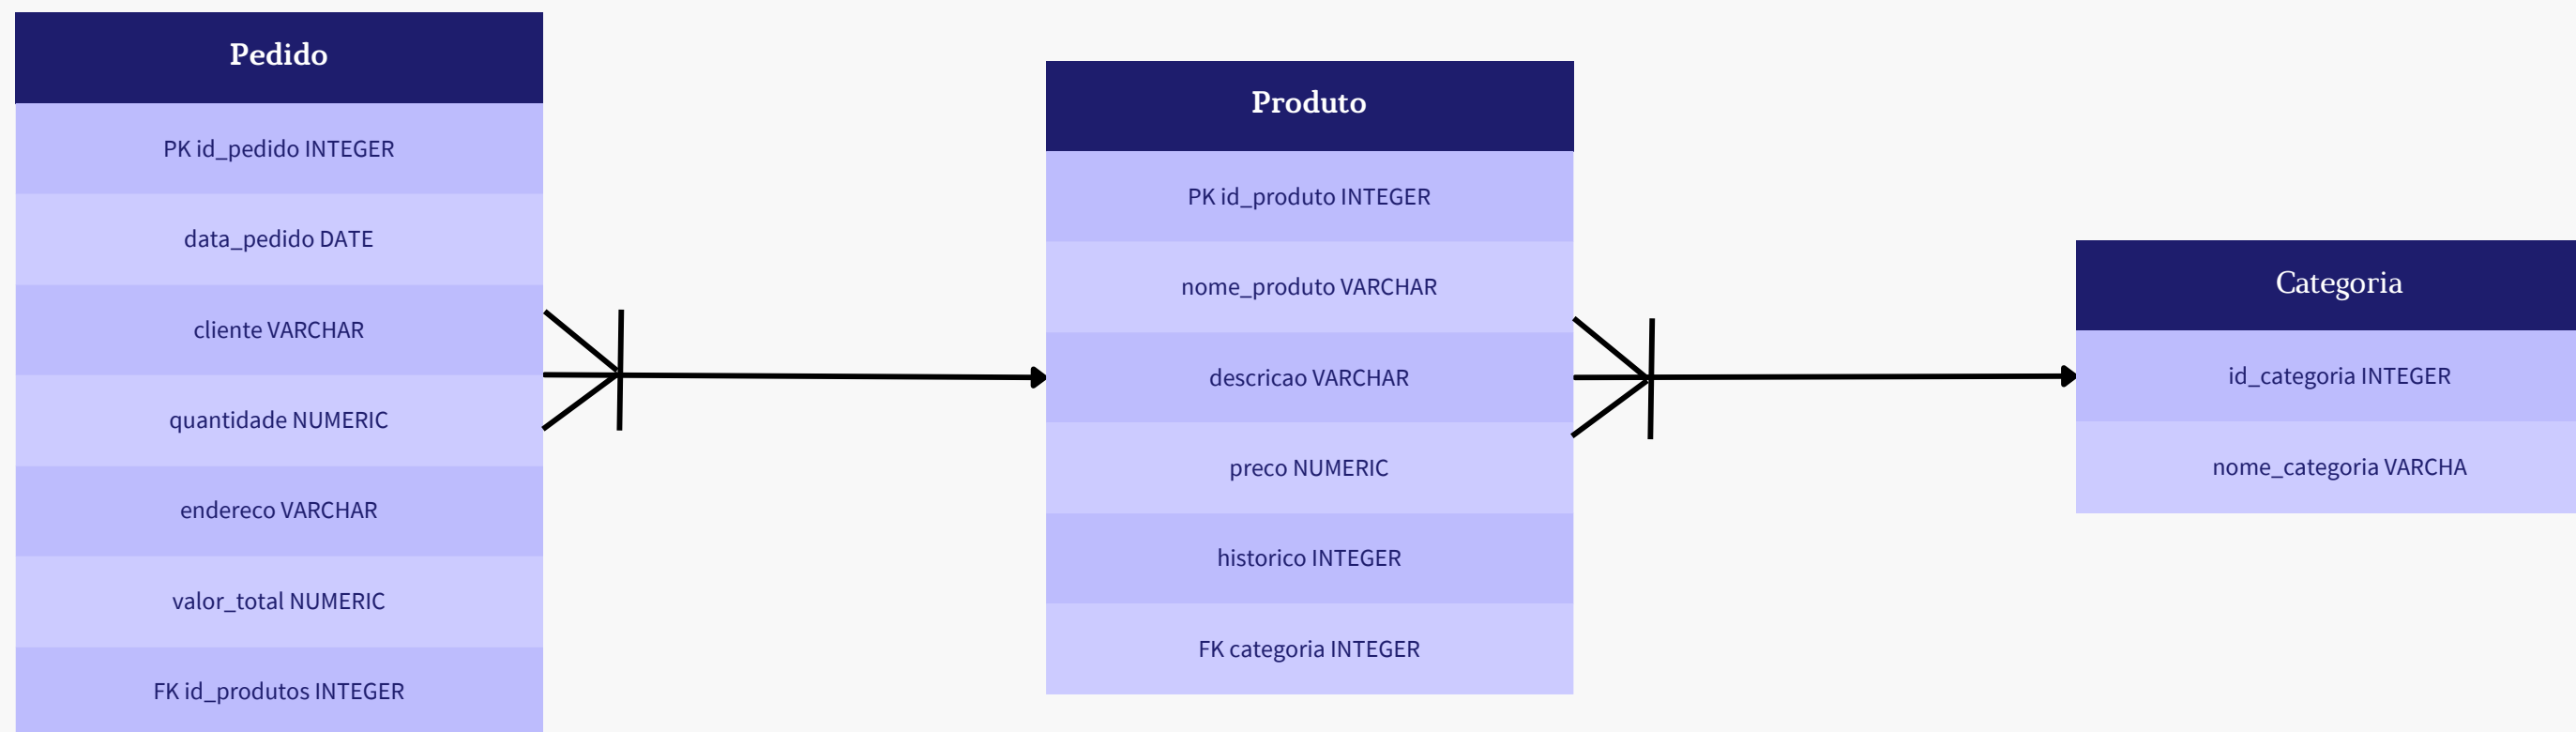 Pedido
PK id_pedido INTEGER
data_pedido DATE
cliente VARCHAR
quantidade NUMERIC
endereco VARCHAR
valor_total NUMERIC
FK id_produtos INTEGER
Produto
PK id_produto INTEGER
nome_produto VARCHAR
descricao VARCHAR
preco NUMERIC
historico INTEGER
FK categoria INTEGER
Categoria
id_categoria INTEGER
nome_categoria VARCHA